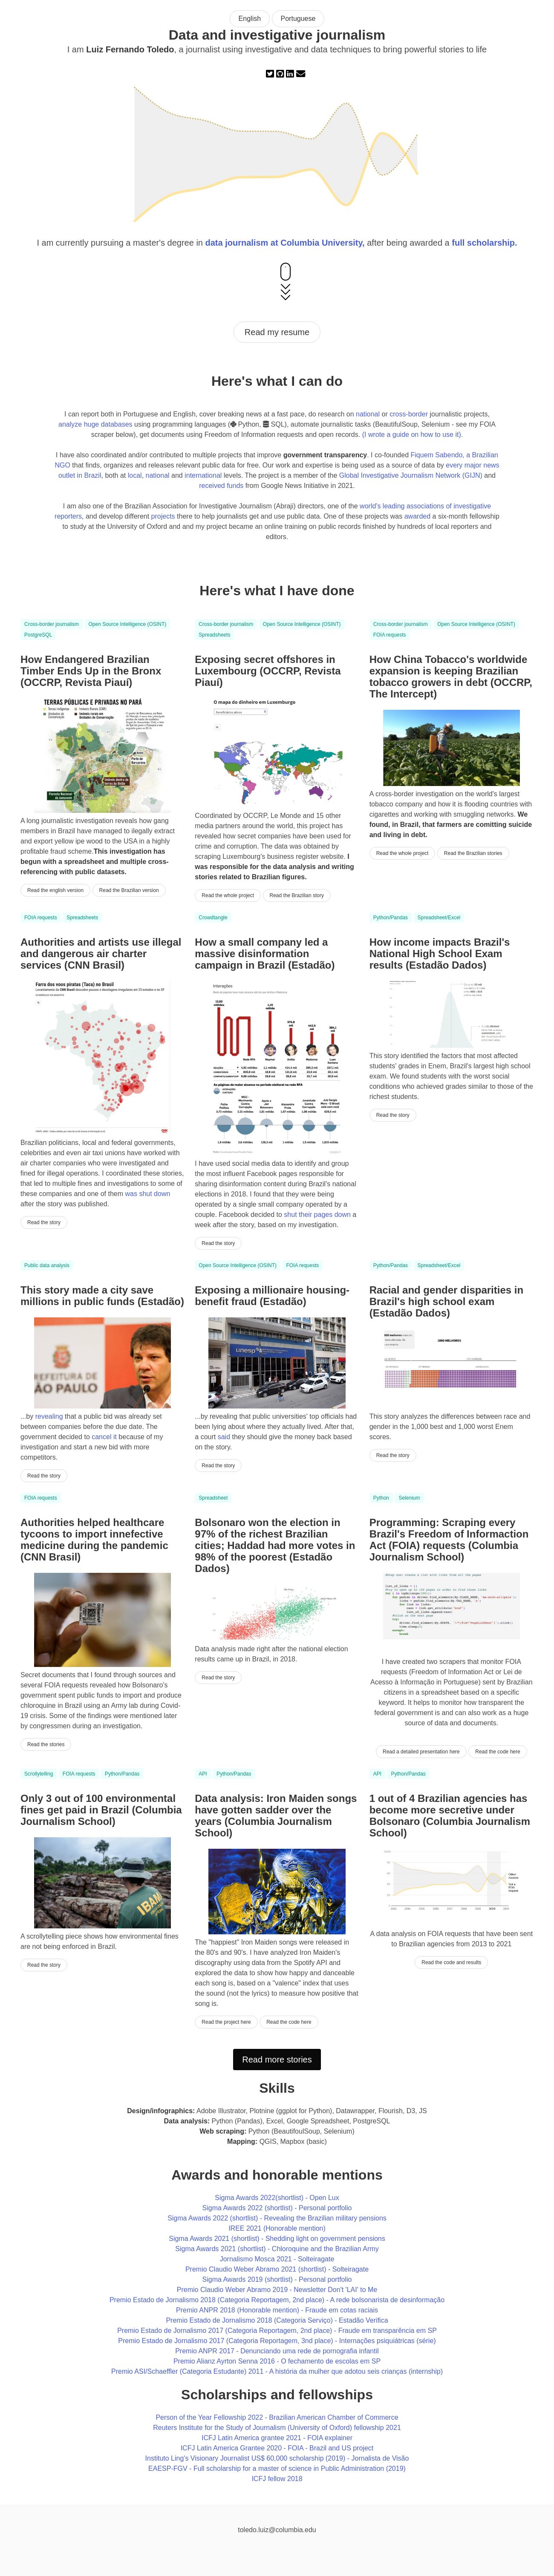 English
Portuguese
Data and investigative journalism
I am Luiz Fernando Toledo, a journalist using investigative and data techniques to bring powerful stories to life
I am currently pursuing a master's degree in data journalism at Columbia University, after being awarded a full scholarship.
Read my resume
Here's what I can do
I can report both in Portuguese and English, cover breaking news at a fast pace, do research on national or cross-border journalistic projects,
analyze huge databases using programming languages (Python, SQL), automate journalistic tasks (BeautifulSoup, Selenium - see my FOIA
scraper below), get documents using Freedom of Information requests and open records. (I wrote a guide on how to use it).
I have also coordinated and/or contributed to multiple projects that improve government transparency. I co-founded Fiquem Sabendo, a Brazilian
NGO that finds, organizes and releases relevant public data for free. Our work and expertise is being used as a source of data by every major news
outlet in Brazil, both at local, national and international levels. The project is a member of the Global Investigative Journalism Network (GIJN) and
received funds from Google News Initiative in 2021.
I am also one of the Brazilian Association for Investigative Journalism (Abraji) directors, one of the world's leading associations of investigative
reporters, and develop different projects there to help journalists get and use public data. One of these projects was awarded a six-month fellowship
to study at the University of Oxford and and my project became an online training on public records finished by hundreds of local reporters and
editors.
Here's what I have done
Cross-border journalism
Open Source Intelligence (OSINT)
PostgreSQL
How Endangered Brazilian
Timber Ends Up in the Bronx
(OCCRP, Revista Piauí)
TERRAS PÚBLICAS E PRIVADAS NO PARÁ
A long journalistic investigation reveals how gang
members in Brazil have managed to illegally extract
and export yellow ipe wood to the USA in a highly
profitable fraud scheme.This investigation has
begun with a spreadsheet and multiple cross-
referencing with public datasets.
Read the english version
Read the Brazilian version
Cross-border journalism
Open Source Intelligence (OSINT)
Spreadsheets
Exposing secret offshores in
Luxembourg (OCCRP, Revista
Piauí)
O mapa do dinheiro em Luxemburgo
Coordinated by OCCRP, Le Monde and 15 other
media partners around the world, this project has
revealed how secret companies have been used for
crime and corruption. The data was obtained by
scraping Luxembourg's business register website. I
was responsible for the data analysis and writing
stories related to Brazilian figures.
Read the whole project
Read the Brazilian story
Cross-border journalism
Open Source Intelligence (OSINT)
FOIA requests
How China Tobacco's worldwide
expansion is keeping Brazilian
tobacco growers in debt (OCCRP,
The Intercept)
A cross-border investigation on the world's largest
tobacco company and how it is flooding countries with
cigarrates and working with smuggling networks. We
found, in Brazil, that farmers are comitting suicide
and living in debt.
Read the whole project
Read the Brazilian stories
FOIA requests
Spreadsheets
Authorities and artists use illegal
and dangerous air charter
services (CNN Brasil)
Farra dos voos piratas (Taca) no Brasil
Brazilian politicians, local and federal governments,
celebrities and even air taxi unions have worked with
air charter companies who were investigated and
fined for illegal operations. I coordinated these stories,
that led to multiple fines and investigations to some of
these companies and one of them was shut down
after the story was published.
Read the story
Crowdtangle
How a small company led a
massive disinformation
campaign in Brazil (Estadão)
Interações
I have used social media data to identify and group
the most influent Facebook pages responsible for
sharing disinformation content during Brazil's national
elections in 2018. I found that they were being
operated by a single small company operated by a
couple. Facebook decided to shut their pages down a
week after the story, based on my investigation.
Read the story
Python/Pandas
Spreadsheet/Excel
How income impacts Brazil's
National High School Exam
results (Estadão Dados)
This story identified the factors that most affected
students' grades in Enem, Brazil's largest high school
exam. We found students with the worst social
conditions who achieved grades similar to those of the
richest students.
Read the story
Public data analysis
This story made a city save
millions in public funds (Estadão)
PREFEITURA DE
SÃO PAULO
...by revealing that a public bid was already set
between companies before the due date. The
government decided to cancel it because of my
investigation and start a new bid with more
competitors.
Read the story
Open Source Intelligence (OSINT)
FOIA requests
Exposing a millionaire housing-
benefit fraud (Estadão)
unesp
...by revealing that public universities' top officials had
been lying about where they actually lived. After that,
a court said they should give the money back based
on the story.
Read the story
Python/Pandas
Spreadsheet/Excel
Racial and gender disparities in
Brazil's high school exam
(Estadão Dados)
This story analyzes the differences between race and
gender in the 1,000 best and 1,000 worst Enem
scores.
Read the story
FOIA requests
Authorities helped healthcare
tycoons to import innefective
medicine during the pandemic
(CNN Brasil)
Secret documents that I found through sources and
several FOIA requests revealed how Bolsonaro's
government spent public funds to import and produce
chloroquine in Brazil using an Army lab during Covid-
19 crisis. Some of the findings were mentioned later
by congressmen during an investigation.
Read the stories
Spreadsheet
Bolsonaro won the election in
97% of the richest Brazilian
cities; Haddad had more votes in
98% of the poorest (Estadão
Dados)
Data analysis made right after the national election
results came up in Brazil, in 2018.
Read the story
Python
Selenium
Programming: Scraping every
Brazil's Freedom of Information
Act (FOIA) requests (Columbia
Journalism School)
I have created two scrapers that monitor FOIA
requests (Freedom of Information Act or Lei de
Acesso à Informação in Portuguese) sent by Brazilian
citizens in a spreadsheet based on a specific
keyword. It helps to monitor how transparent the
federal government is and can also work as a huge
source of data and documents.
Read a detailed presentation here
Read the code here
Scrollytelling
FOIA requests
Python/Pandas
Only 3 out of 100 environmental
fines get paid in Brazil (Columbia
Journalism School)
IBAMA
A scrollytelling piece shows how environmental fines
are not being enforced in Brazil.
Read the story
API
Python/Pandas
Data analysis: Iron Maiden songs
have gotten sadder over the
years (Columbia Journalism
School)
The "happiest" Iron Maiden songs were released in
the 80's and 90's. I have analyzed Iron Maiden's
discography using data from the Spotify API and
explored the data to show how happy and danceable
each song is, based on a "valence" index that uses
the sound (not the lyrics) to measure how positive that
song is.
Read the project here
Read the code here
API
Python/Pandas
1 out of 4 Brazilian agencies has
become more secretive under
Bolsonaro (Columbia Journalism
School)
A data analysis on FOIA requests that have been sent
to Brazilian agencies from 2013 to 2021
Read the code and results
Read more stories
Skills
Design/infographics: Adobe Illustrator, Plotnine (ggplot for Python), Datawrapper, Flourish, D3, JS
Data analysis: Python (Pandas), Excel, Google Spreadsheet, PostgreSQL
Web scraping: Python (BeautifoulSoup, Selenium)
Mapping: QGIS, Mapbox (basic)
Awards and honorable mentions
Sigma Awards 2022(shortlist) - Open Lux
Sigma Awards 2022 (shortlist) - Personal portfolio
Sigma Awards 2022 (shortlist) - Revealing the Brazilian military pensions
IREE 2021 (Honorable mention)
Sigma Awards 2021 (shortlist) - Shedding light on government pensions
Sigma Awards 2021 (shortlist) - Chloroquine and the Brazilian Army
Jornalismo Mosca 2021 - Solteiragate
Premio Claudio Weber Abramo 2021 (shortlist) - Solteiragate
Sigma Awards 2019 (shortlist) - Personal portfolio
Premio Claudio Weber Abramo 2019 - Newsletter Don't 'LAI' to Me
Premio Estado de Jornalismo 2018 (Categoria Reportagem, 2nd place) - A rede bolsonarista de desinformação
Premio ANPR 2018 (Honorable mention) - Fraude em cotas raciais
Premio Estado de Jornalismo 2018 (Categoria Serviço) - Estadão Verifica
Premio Estado de Jornalismo 2017 (Categoria Reportagem, 2nd place) - Fraude em transparência em SP
Premio Estado de Jornalismo 2017 (Categoria Reportagem, 3nd place) - Internações psiquiátricas (série)
Premio ANPR 2017 - Denunciando uma rede de pornografia infantil
Premio Alianz Ayrton Senna 2016 - O fechamento de escolas em SP
Premio ASI/Schaeffler (Categoria Estudante) 2011 - A história da mulher que adotou seis crianças (internship)
Scholarships and fellowships
Person of the Year Fellowship 2022 - Brazilian American Chamber of Commerce
Reuters Institute for the Study of Journalism (University of Oxford) fellowship 2021
ICFJ Latin America grantee 2021 - FOIA explainer
ICFJ Latin America Grantee 2020 - FOIA - Brazil and US project
Instituto Ling's Visionary Journalist US$ 60,000 scholarship (2019) - Jornalista de Visão
EAESP-FGV - Full scholarship for a master of science in Public Administration (2019)
ICFJ fellow 2018
toledo.luiz@columbia.edu